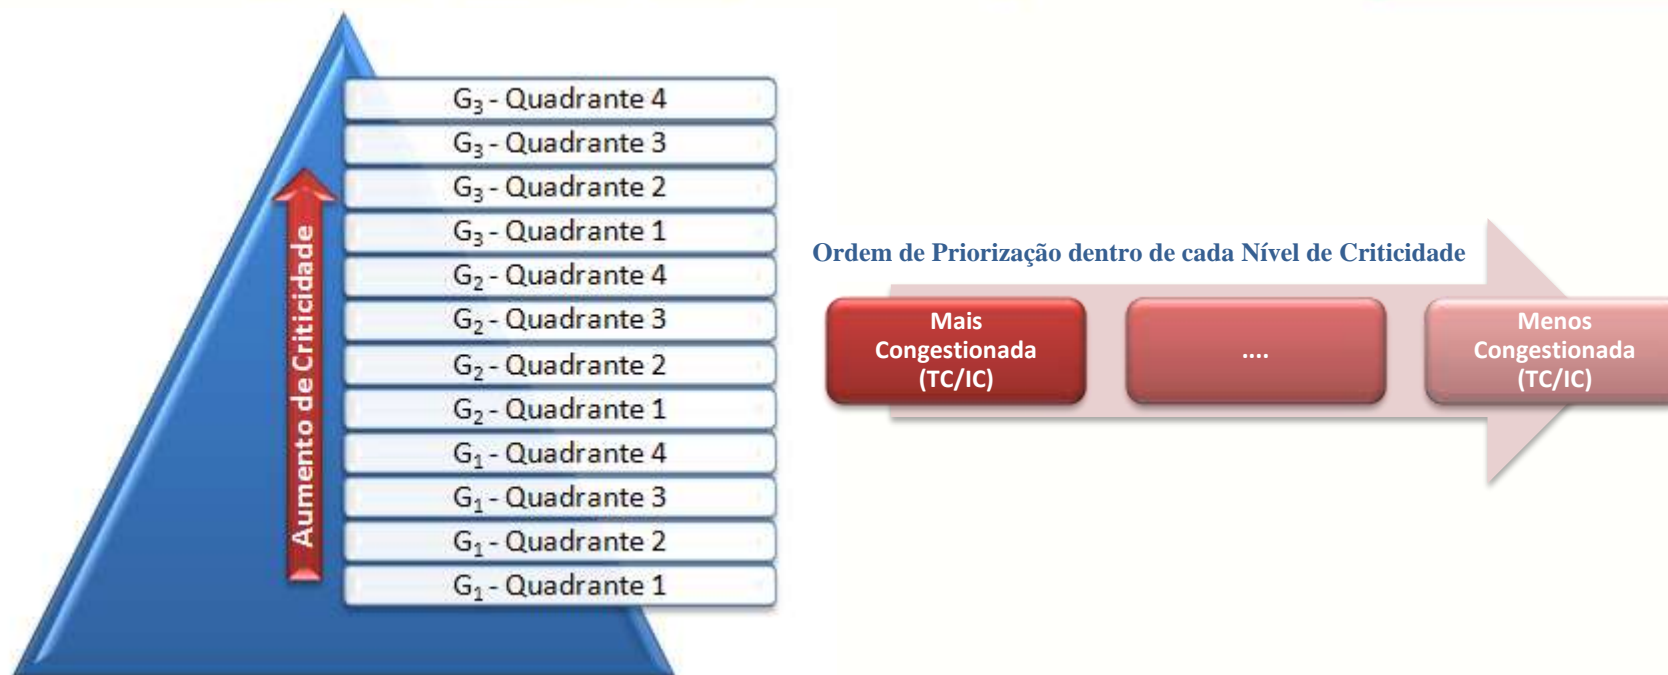 G3 - Quadrante 4
G3 - Quadrante 3
G3 - Quadrante 2
G3 - Quadrante 1
G2 - Quadrante 4
G2 - Quadrante 3
G2 - Quadrante 2
G2 - Quadrante 1
G1 - Quadrante 4
G1 - Quadrante 3
G1 - Quadrante 2
G1 - Quadrante 1
Aumento de Criticidade
Ordem de Priorização dentro de cada Nível de Criticidade
Mais
Congestionada
(TC/IC)
....
Menos
Congestionada
(TC/IC)